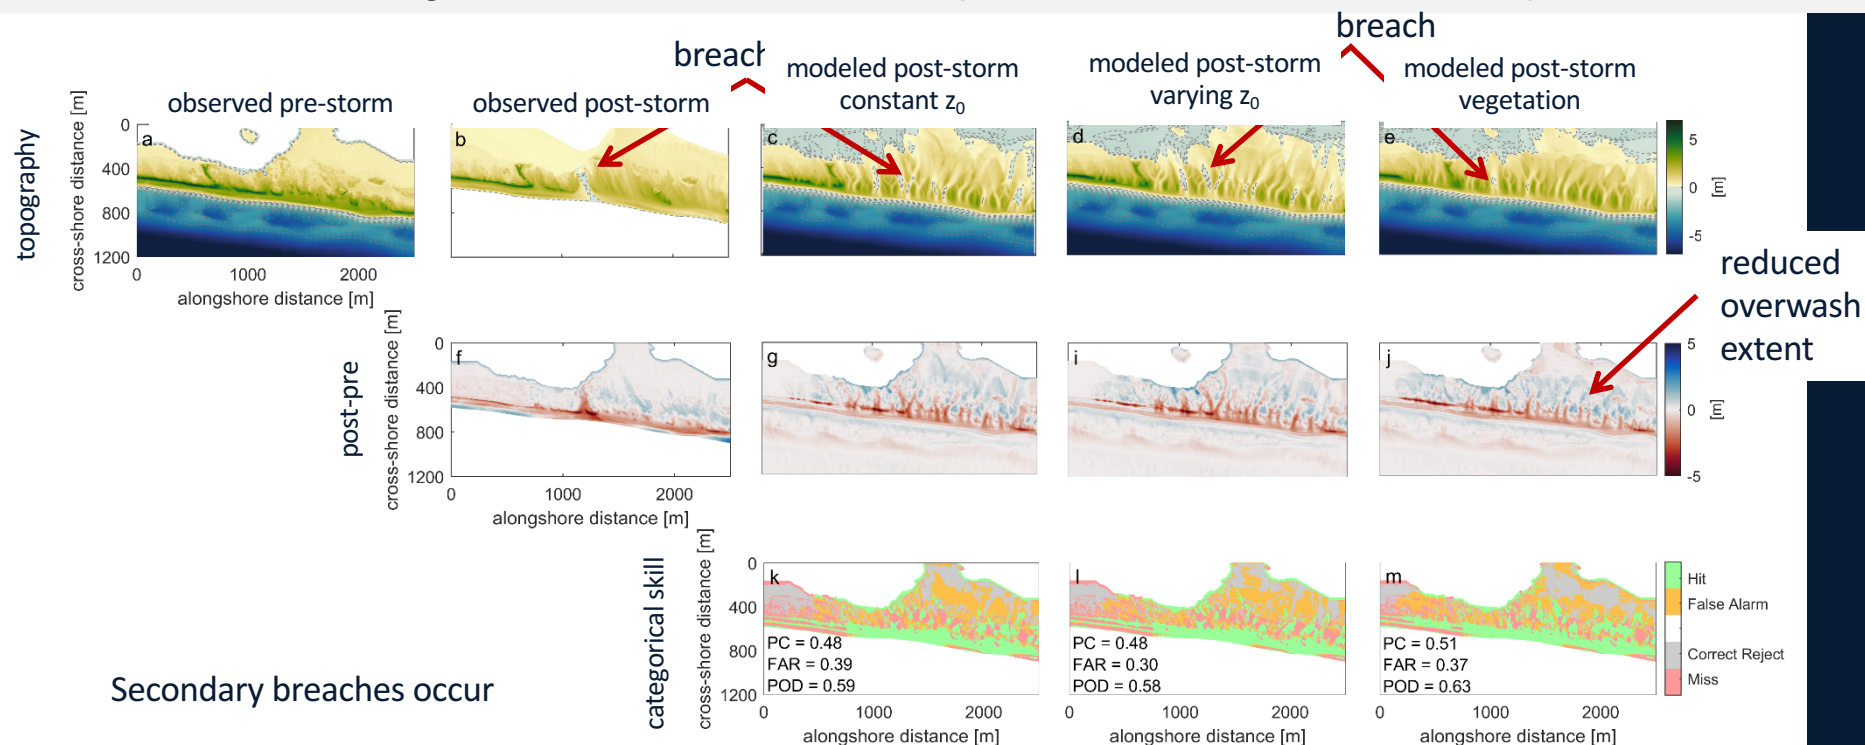 breach
breach
observed pre-storm
observed post-storm
modeled post-storm
constant z0
modeled post-storm
varying z0
modeled post-storm
vegetation
topography
cross-shore distance [m]
0
400
800
1200
0
1000
2000
alongshore distance [m]
a
b
c
d
e
5
0
-5
[m]
reduced
overwash
extent
post-pre
cross-shore distance [m]
0
400
800
1200
0
1000
2000
alongshore distance [m]
f
g
i
j
5
0
-5
[m]
categorical skill
cross-shore distance [m]
0
400
800
1200
k
PC = 0.48
FAR = 0.39
POD = 0.59
0
1000
2000
alongshore distance [m]
l
PC = 0.48
FAR = 0.30
POD = 0.58
0
1000
2000
alongshore distance [m]
m
PC = 0.51
FAR = 0.37
POD = 0.63
0
1000
2000
alongshore distance [m]
Hit
False Alarm
Correct Reject
Miss
Secondary breaches occur